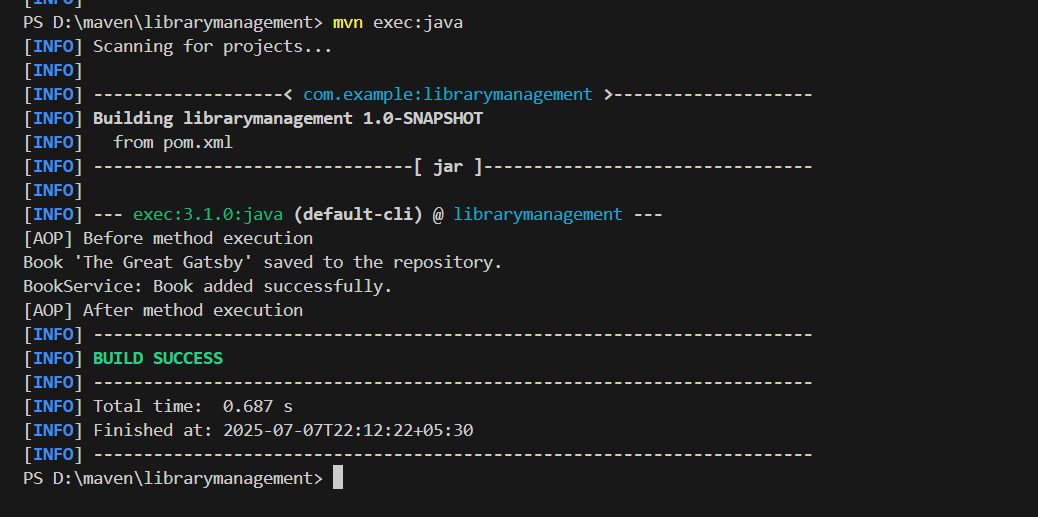 [INFO]
PS D:\maven\librarymanagement> mvn exec:java
[INFO] Scanning for projects...
[INFO]
[INFO] -------------------< com.example:librarymanagement >--------------------
[INFO] Building librarymanagement 1.0-SNAPSHOT
[INFO]   from pom.xml
[INFO] --------------------------------[ jar ]---------------------------------
[INFO]
[INFO] --- exec:3.1.0:java (default-cli) @ librarymanagement ---
[AOP] Before method execution
Book 'The Great Gatsby' saved to the repository.
BookService: Book added successfully.
[AOP] After method execution
[INFO] ------------------------------------------------------------------------
[INFO] BUILD SUCCESS
[INFO] ------------------------------------------------------------------------
[INFO] Total time:  0.687 s
[INFO] Finished at: 2025-07-07T22:12:22+05:30
[INFO] ------------------------------------------------------------------------
PS D:\maven\librarymanagement>